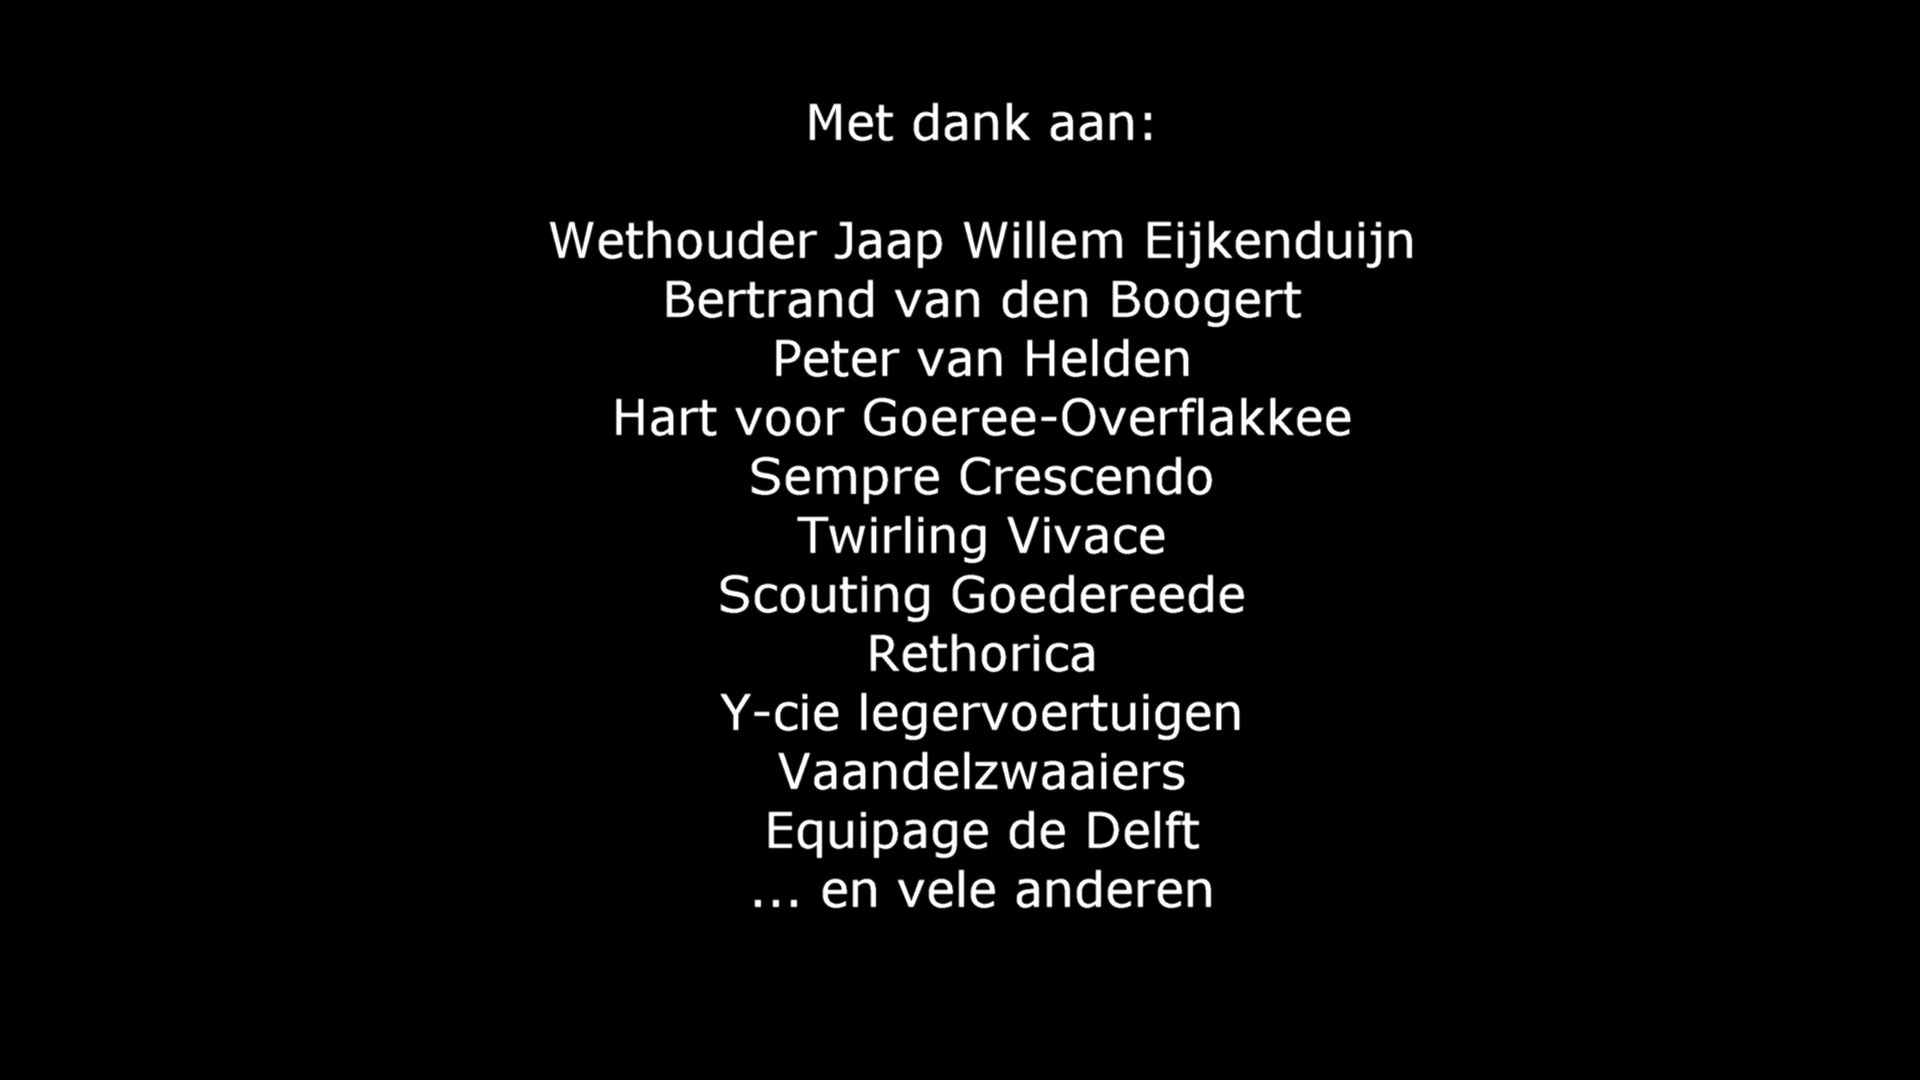 Met dank aan:
Wethouder Jaap Willem Eijkenduijn
Bertrand van den Boogert
Peter van Helden
Hart voor Goeree-Overflakkee
Sempre Crescendo
Twirling Vivace
Scouting Goedereede
Rethorica
Y-cie legervoertuigen
Vaandelzwaaiers
Equipage de Delft
... en vele anderen